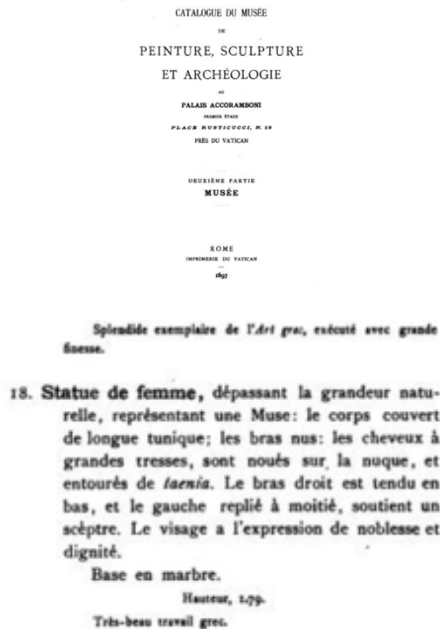 CATALOGUE DU MUSÉE
DE
PEINTURE, SCULPTURE
ET ARCHÉOLOGIE
AU
PALAIS ACCORAMBONI
PREMIER ÉTAGE
PLACE RUSTICUCCI, N. 18
PRÈS DU VATICAN
DEUXIÈME PARTIE
MUSÉE
ROME
IMPRIMERIE DU VATICAN
1897
Splendide exemplaire de l'Art grec, exécuté avec grande
finesse.
18. Statue de femme, dépassant la grandeur natu-
relle, représentant une Muse: le corps couvert
de longue tunique; les bras nus: les cheveux à
grandes tresses, sont noués sur la nuque, et
entourés de taenia. Le bras droit est tendu en
bas, et le gauche replié à moitié, soutient un
scèptre. Le visage a l'expression de noblesse et
dignité.
Base en marbre.
Hauteur, 1,79.
Très-beau travail grec.